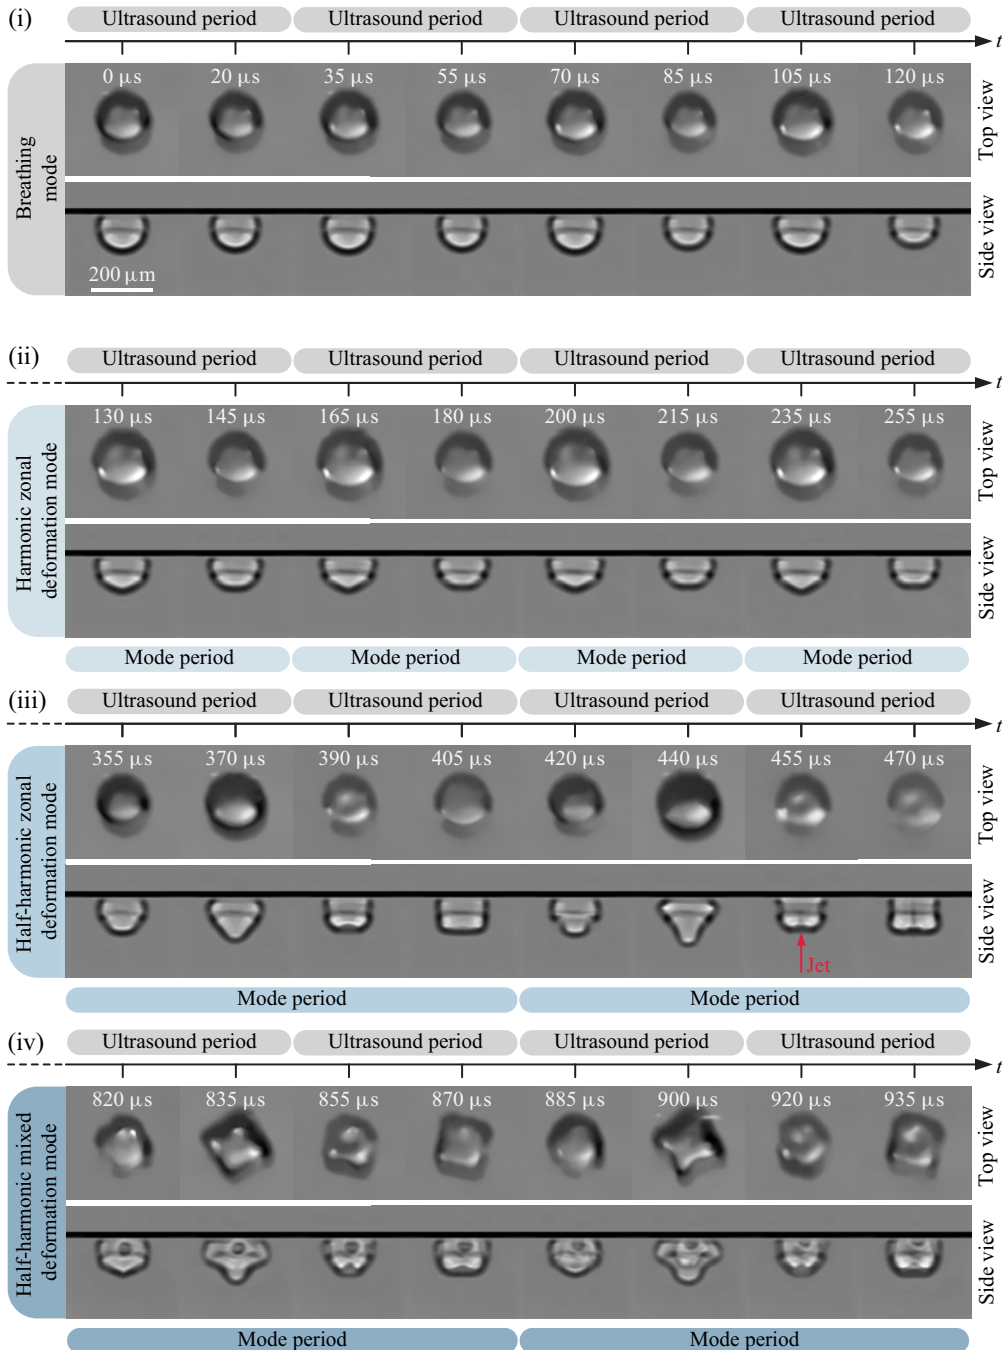 (i)
Ultrasound period Ultrasound period Ultrasound period Ultrasound period
t
0 µs 20 µs 35 µs 55 µs 70 µs 85 µs 105 µs 120 µs
Breathing
mode
Top view
Side view
200 µm
(ii)
Ultrasound period Ultrasound period Ultrasound period Ultrasound period
t
130 µs 145 µs 165 µs 180 µs 200 µs 215 µs 235 µs 255 µs
Harmonic zonal
deformation mode
Top view
Side view
Mode period Mode period Mode period Mode period
(iii)
Ultrasound period Ultrasound period Ultrasound period Ultrasound period
t
355 µs 370 µs 390 µs 405 µs 420 µs 440 µs 455 µs 470 µs
Half-harmonic zonal
deformation mode
Top view
Side view
Jet
Mode period Mode period
(iv)
Ultrasound period Ultrasound period Ultrasound period Ultrasound period
t
820 µs 835 µs 855 µs 870 µs 885 µs 900 µs 920 µs 935 µs
Half-harmonic mixed
deformation mode
Top view
Side view
Mode period Mode period